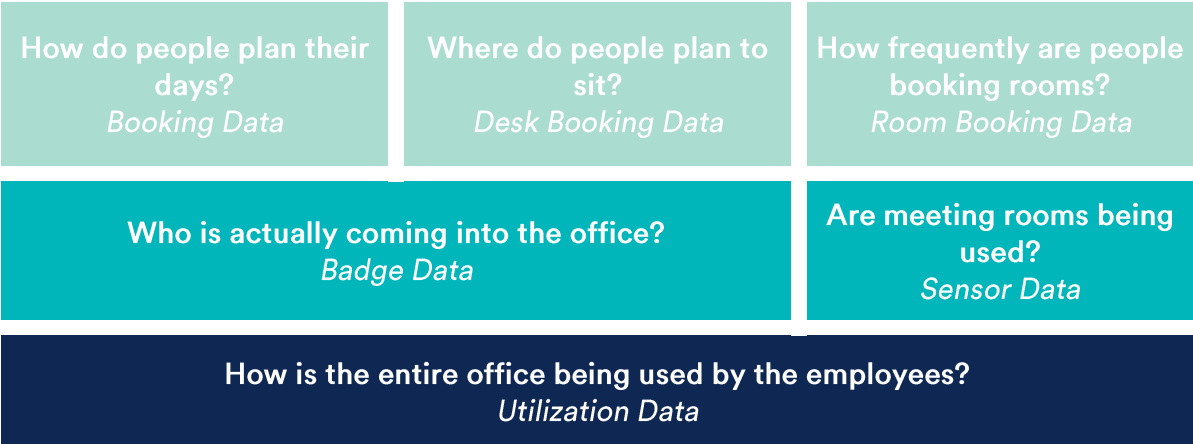 How do people plan their
days?
Booking Data
Where do people plan to
sit?
Desk Booking Data
How frequently are people
booking rooms?
Room Booking Data
Who is actually coming into the office?
Badge Data
Are meeting rooms being
used?
Sensor Data
How is the entire office being used by the employees?
Utilization Data